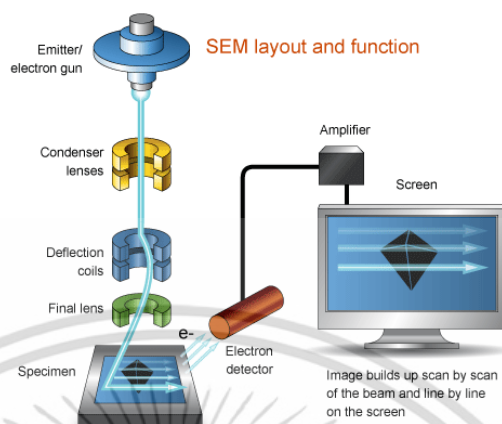 SEM layout and function
Emitter/
electron gun
Condenser
lenses
Amplifier
Screen
Deflection
coils
Final lens
e-
Specimen
Electron
detector
Image builds up scan by scan
of the beam and line by line
on the screen